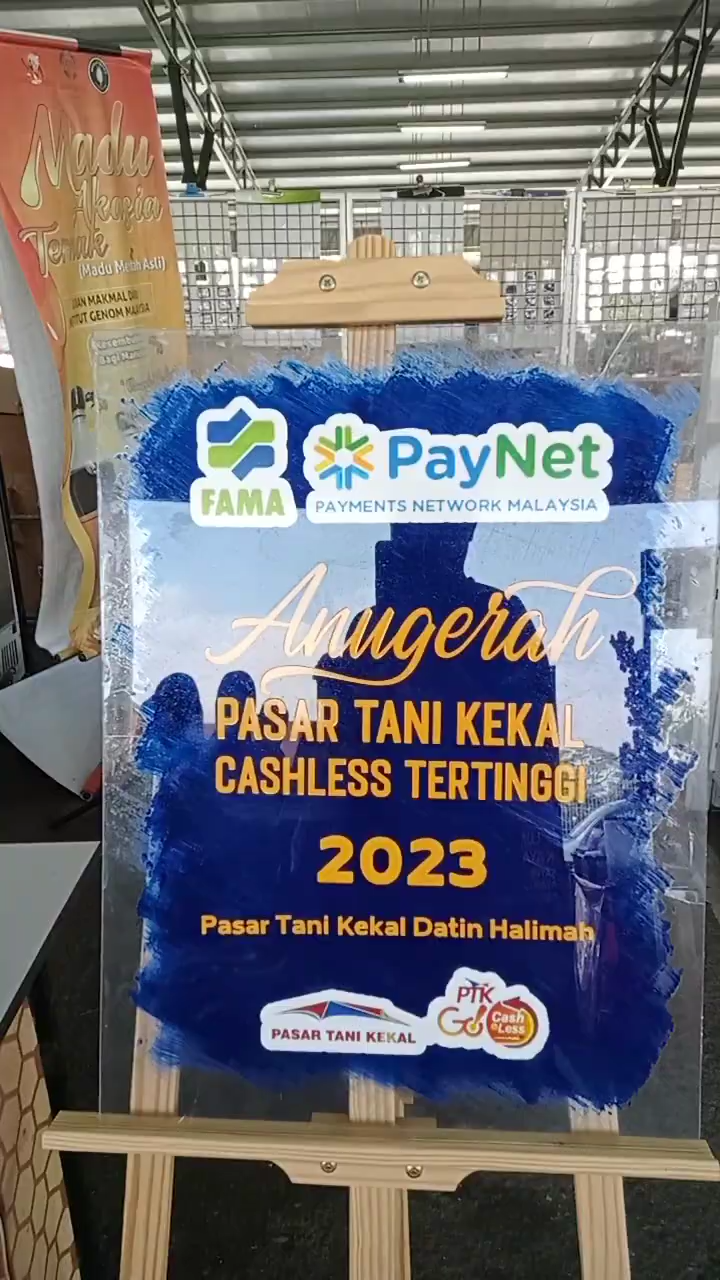 Madu
Akasia
Ternak
(Madu Melah Asli)
FAMA
PayNet
PAYMENTS NETWORK MALAYSIA
Anugerah
PASAR TANI KEKAL
CASHLESS TERTINGGI
2023
Pasar Tani Kekal Datin Halimah
PASAR TANI KEKAL
PTK
GO!
Cash
Less